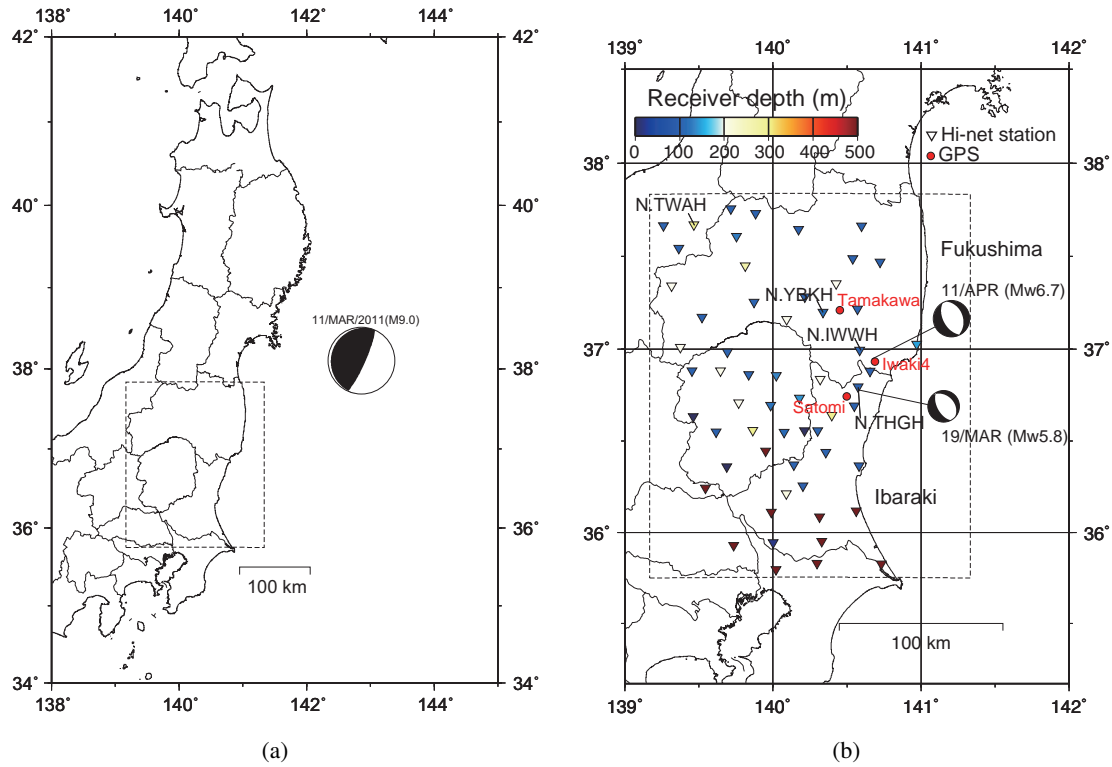 138˚ 140˚ 142˚ 144˚
42˚ 42˚
11/MAR/2011(M9.0)
40˚ 40˚
38˚ 38˚
36˚ 36˚
100 km
34˚ 34˚
138˚ 140˚ 142˚ 144˚
(a)
139˚ 140˚ 141˚ 142˚
Receiver depth (m)
0 100 200 300 400 500
Hi-net station
GPS
38˚ 38˚
N.TWAH
Fukushima
11/APR (Mw6.7)
N.YBKH
Tamakawa
N.IWWH
37˚ 37˚
Iwaki4
Satomi
N.THGH
19/MAR (Mw5.8)
Ibaraki
36˚ 36˚
100 km
139˚ 140˚ 141˚ 142˚
(b)